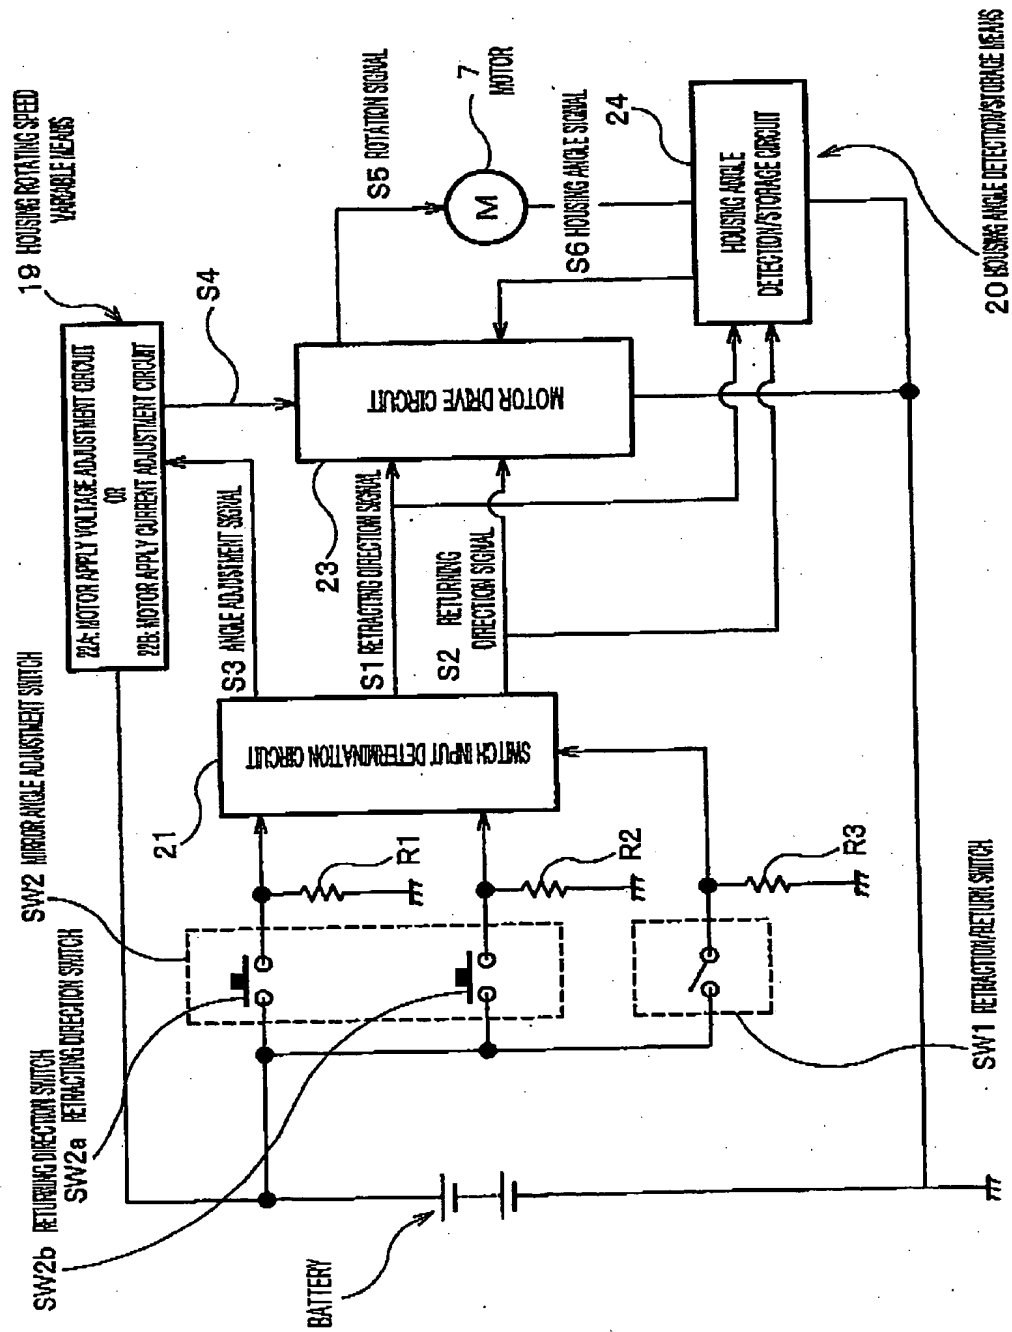 19 HOUSING ROTATING SPEED
VARIABLE MEANS
22A: MOTOR APPLY VOLTAGE ADJUSTMENT CIRCUIT
OR
22B: MOTOR APPLY CURRENT ADJUSTMENT CIRCUIT
SW2 MIRROR ANGLE ADJUSTMENT SWITCH
RETURNING DIRECTION SWITCH
SW2a RETRACTING DIRECTION SWITCH
SW2b
S3 ANGLE ADJUSTMENT SIGNAL
S4
S5 ROTATION SIGNAL
7
MOTOR
M
21
SWITCH INPUT DETERMINATION
CIRCUIT
23
MOTOR DRIVE CIRCUIT
CIRCUIT
S1 RETRACTING DIRECTION SIGNAL
S2 RETURNING
DIRECTION SIGNAL
S6 HOUSING ANGLE SIGNAL
24
HOUSING ANGLE
DETECTION/STORAGE CIRCUIT
20 HOUSING ANGLE DETECTION/STORAGE MEANS
R1
R2
R3
SW1 RETRACTION/RETURN SWITCH
BATTERY